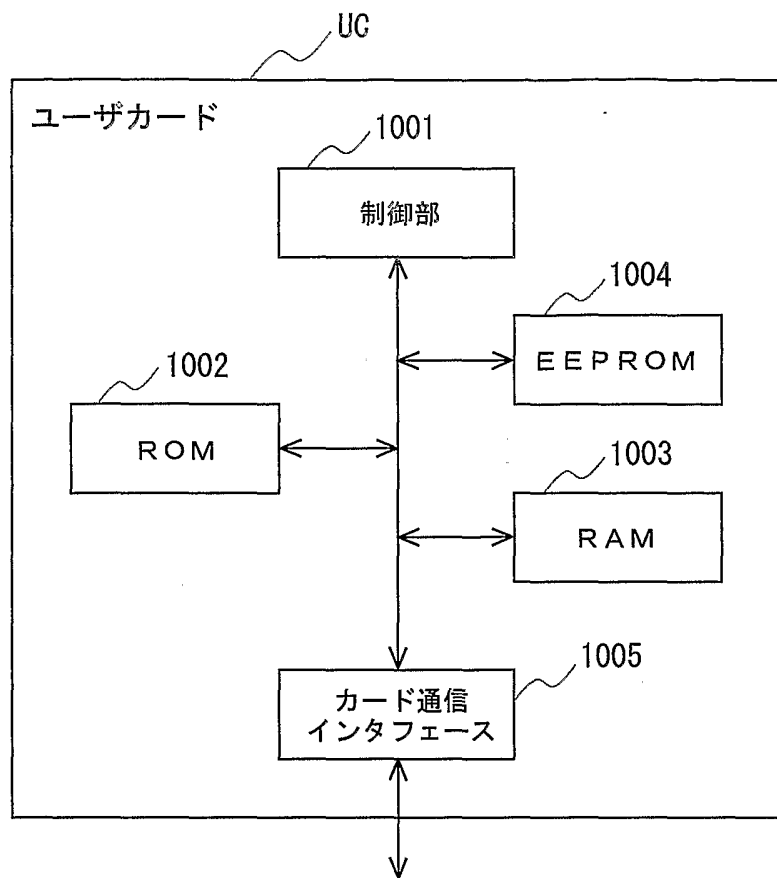 UC
ユーザカード
1001
制御部
1004
EEPROM
1002
ROM
1003
RAM
1005
カード通信
インタフェース